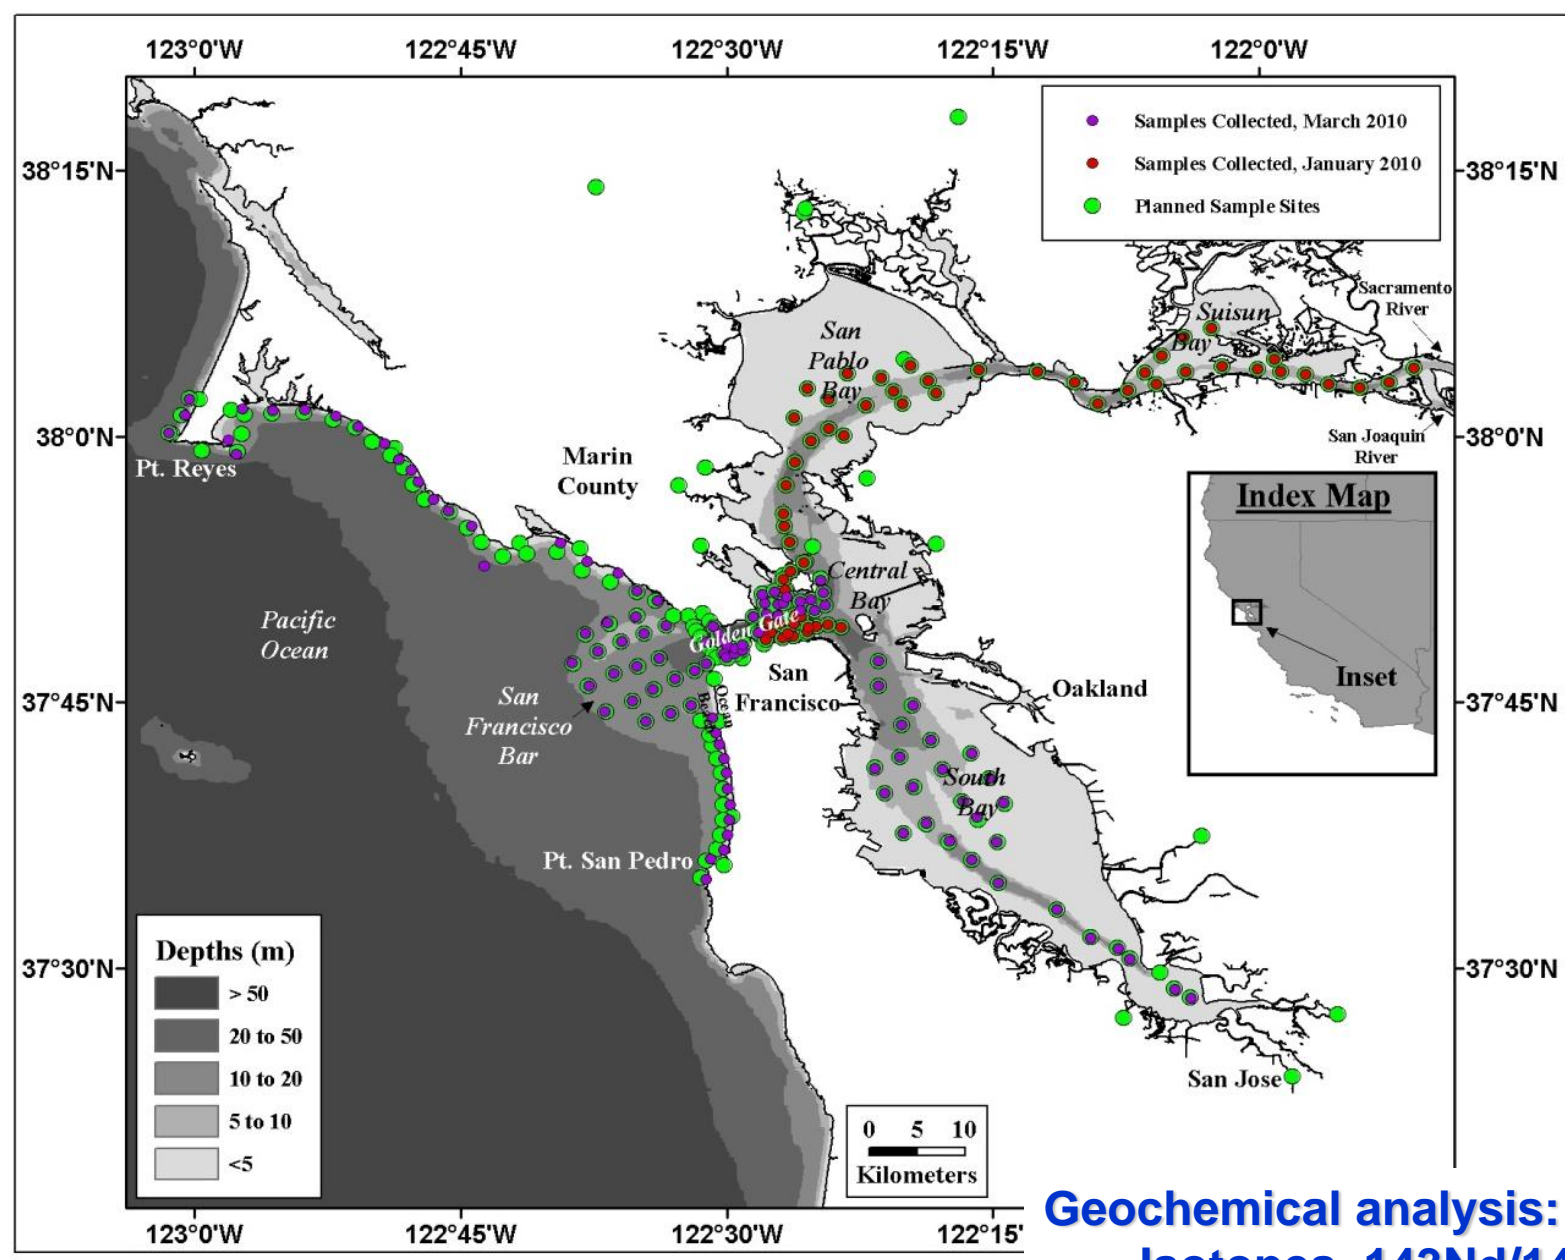 123°0'W 122°45'W 122°30'W 122°15'W 122°0'W
Samples Collected, March 2010
Samples Collected, January 2010
Planned Sample Sites
38°15'N
38°15'N
Sacramento
River
Suisun
Bay
San
Pablo
Bay
38°0'N
38°0'N
San Joaquin
River
Pt. Reyes
Marin
County
Index Map
Inset
Central
Bay
Pacific
Ocean
Golden Gate
San
Francisco
Oakland
Ocean
Beach
San
Francisco
Bar
37°45'N
37°45'N
South
Bay
Pt. San Pedro
37°30'N
37°30'N
San Jose
Depths (m)
> 50
20 to 50
10 to 20
5 to 10
<5
0 5 10
Kilometers
123°0'W 122°45'W 122°30'W 122°15'
Geochemical analysis:
Isotopes, 143Nd/14